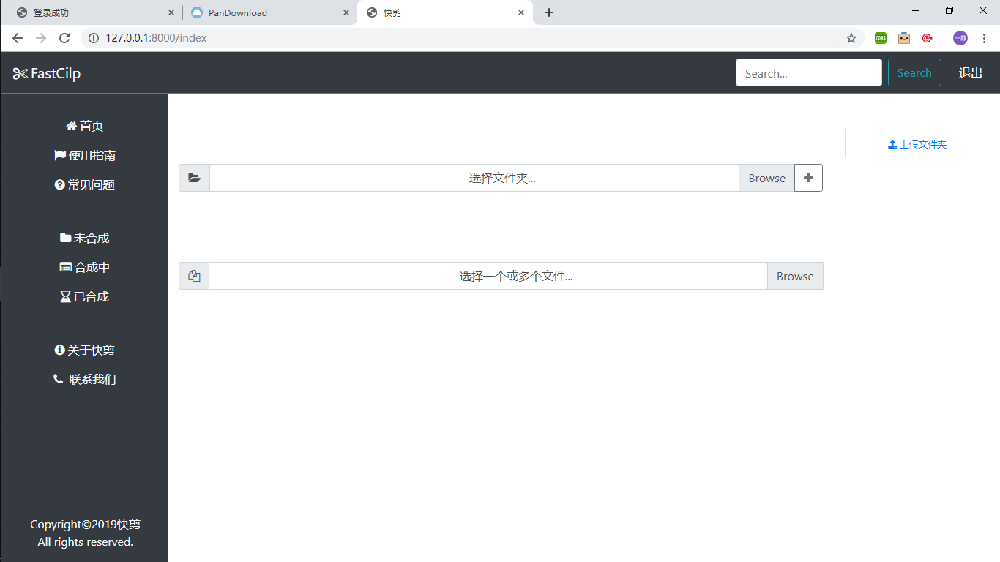 登录成功
PanDownload
快剪
127.0.0.1:8000/index
CORS
一静
FastCilp
Search...
Search
退出
首页
使用指南
常见问题
未合成
合成中
已合成
关于快剪
联系我们
Copyright©2019快剪
All rights reserved.
上传文件夹
选择文件夹...
Browse
选择一个或多个文件...
Browse